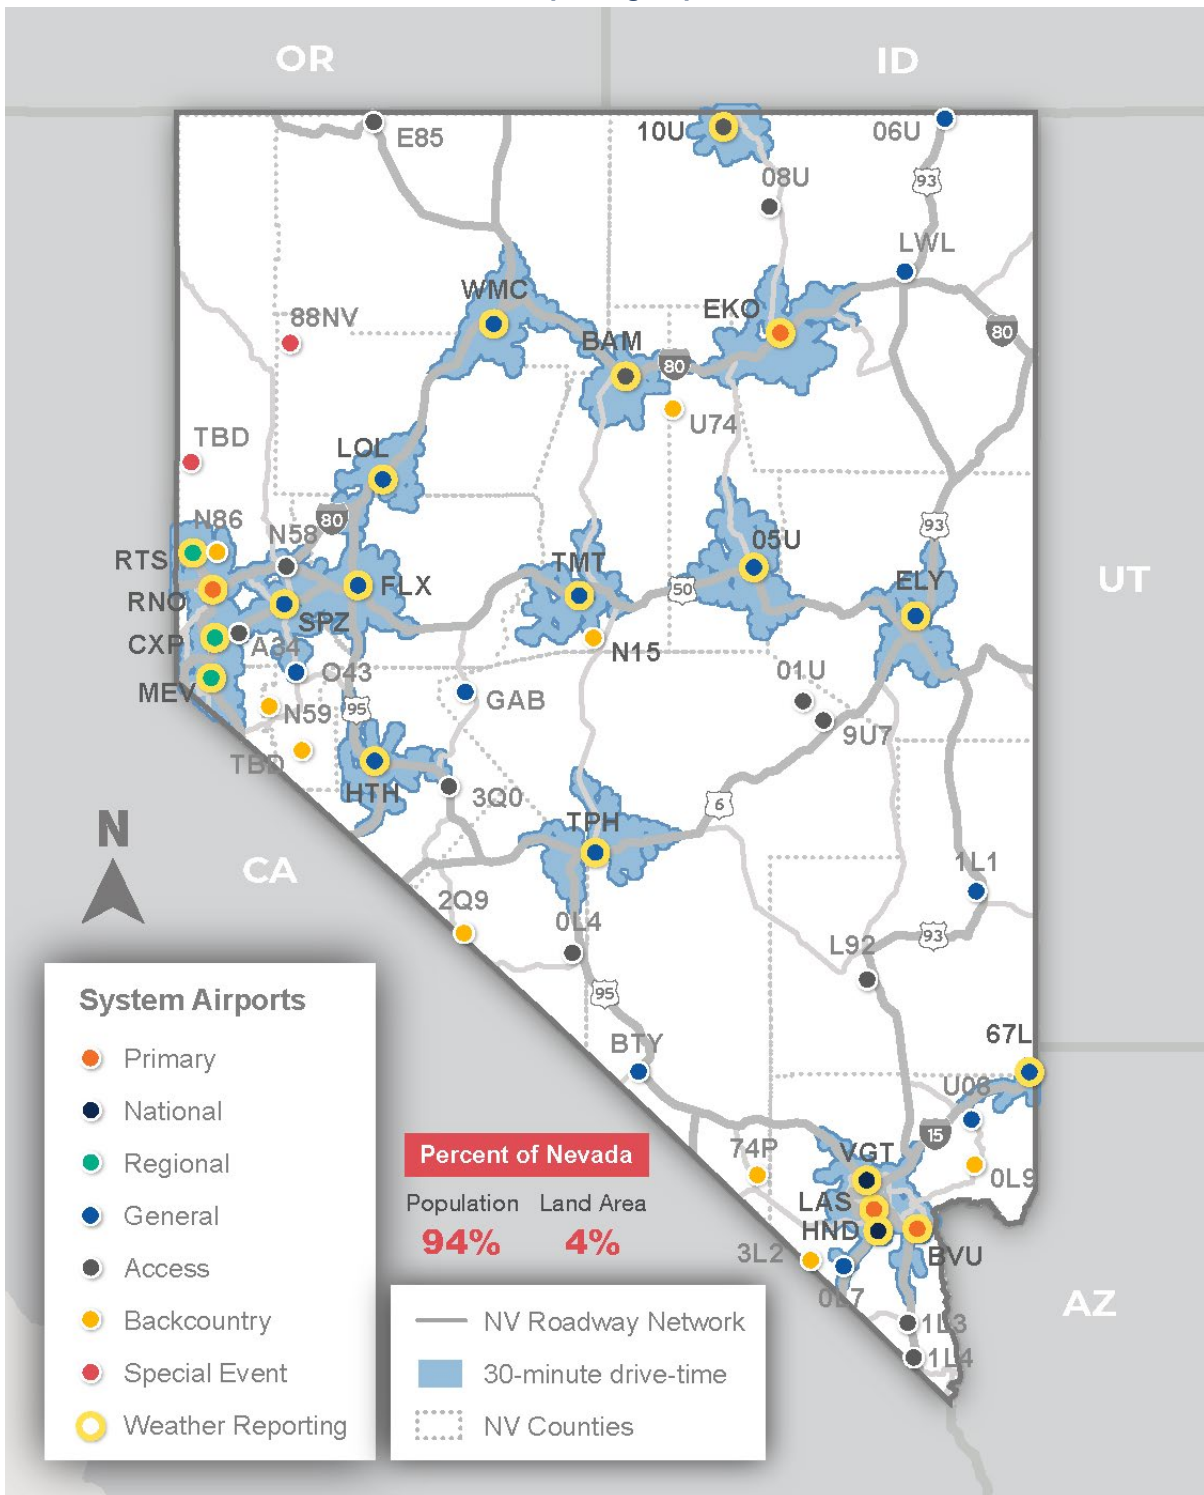 OR
ID
E85
10U
06U
08U
93
LWL
WMC
EKO
88NV
80
BAM
80
U74
TBD
LOL
80
93
N86
N58
RTS
TMT
05U
FLX
50
ELY
UT
RNO
SPZ
CXP
A34
N15
O43
01U
MEV
GAB
N59
95
9U7
TBD
HTH
3Q0
6
N
TPH
CA
1L1
2Q9
0L4
L92
93
95
System Airports
Primary
National
Regional
General
Access
Backcountry
Special Event
Weather Reporting
BTY
67L
U08
15
Percent of Nevada
Population Land Area
94% 4%
74P
VGT
0L9
LAS
HND
3L2
BVU
0L7
AZ
1L3
1L4
NV Roadway Network
30-minute drive-time
NV Counties